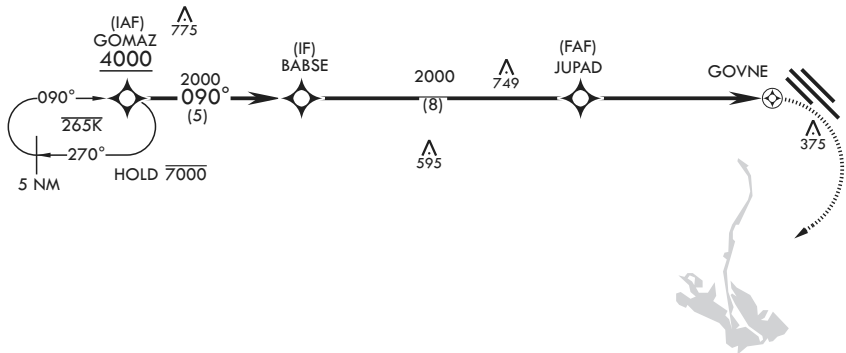 (IAF)
GOMAZ
4000
775
(IF)
BABSE
2000
090°
(5)
2000
(8)
749
(FAF)
JUPAD
GOVNE
090°
265K
270°
5 NM
HOLD 7000
595
375